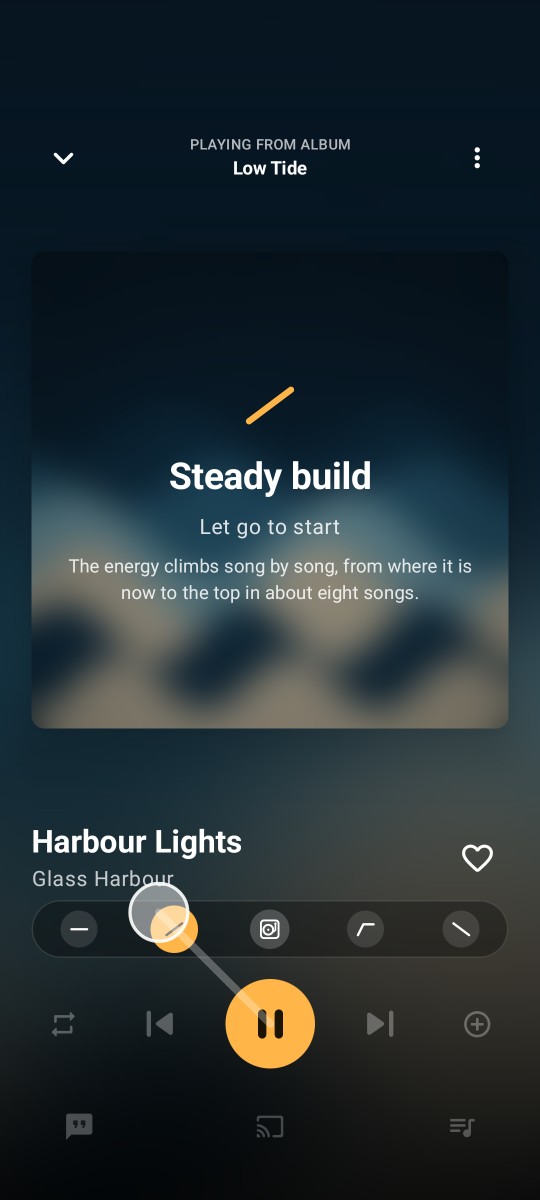 PLAYING FROM ALBUM
Low Tide
Steady build
Let go to start
The energy climbs song by song, from where it is
now to the top in about eight songs.
Harbour Lights
Glass Harbour